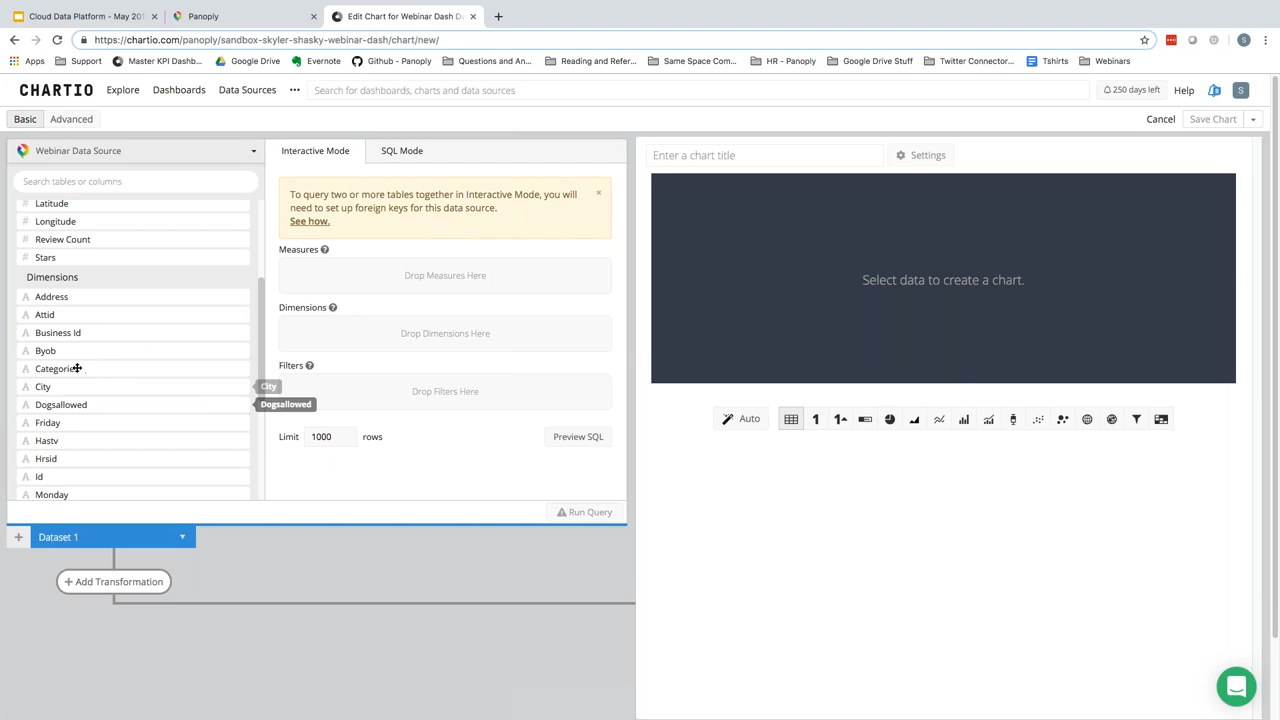 Cloud Data Platform - May 201
Panoply
Edit Chart for Webinar Dash D
https://chartio.com/panoply/sandbox-skyler-shasky-webinar-dash/chart/new/
Apps
Support
Master KPI Dashb...
Google Drive
Evernote
Github - Panoply
Questions and An...
Reading and Refer...
Same Space Com...
HR - Panoply
Google Drive Stuff
Twitter Connector...
Tshirts
Webinars
CHARTIO
Explore
Dashboards
Data Sources
Search for dashboards, charts and data sources
250 days left
Help
S
Basic
Advanced
Cancel
Save Chart
Webinar Data Source
Interactive Mode
SQL Mode
Enter a chart title
Settings
Search tables or columns
To query two or more tables together in Interactive Mode, you will
need to set up foreign keys for this data source.
See how.
# Latitude
# Longitude
# Review Count
# Stars
Dimensions
A Address
A Attid
A Business Id
A Byob
A Categories
A City
A Dogsallowed
A Friday
A Hastv
A Hrsid
A Id
A Monday
City
Dogsallowed
Measures
Drop Measures Here
Dimensions
Drop Dimensions Here
Filters
Drop Filters Here
Limit 1000 rows
Preview SQL
Run Query
Select data to create a chart.
Auto
1
1
Dataset 1
+ Add Transformation